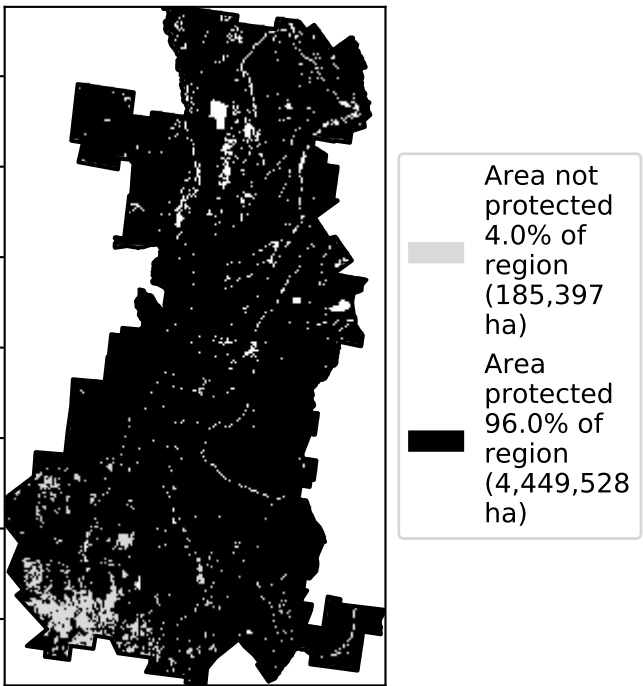 Area not
protected
4.0% of
region
(185,397
ha)
Area
protected
96.0% of
region
(4,449,528
ha)